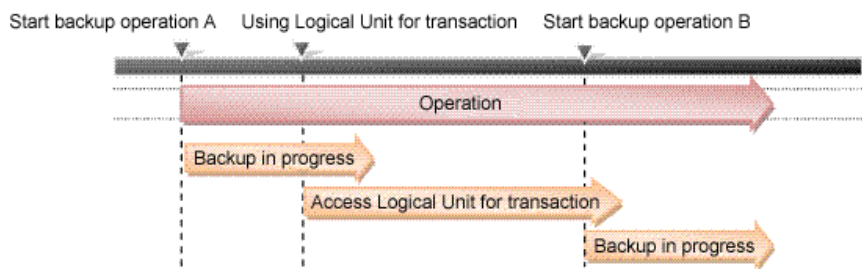 Start backup operation A
Using Logical Unit for transaction
Start backup operation B
Operation
Backup in progress
Access Logical Unit for transaction
Backup in progress